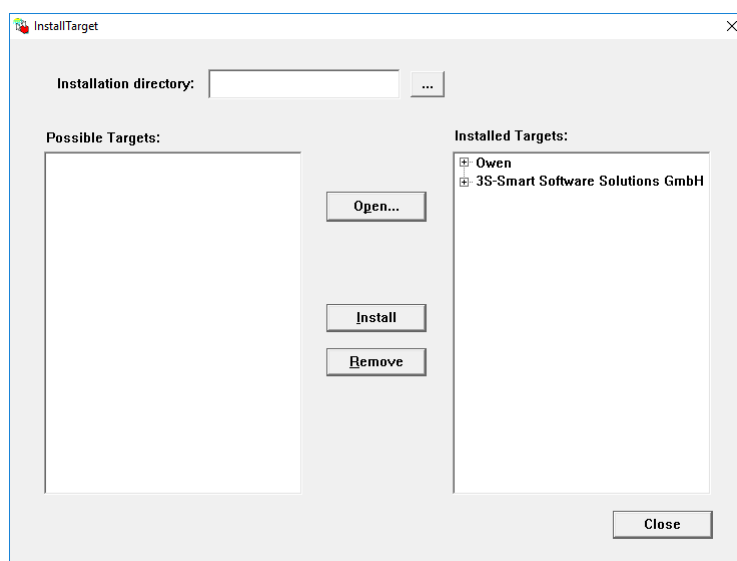 InstallTarget
Installation directory:
...
Possible Targets:
Installed Targets:
Owen
3S-Smart Software Solutions GmbH
Open...
Install
Remove
Close